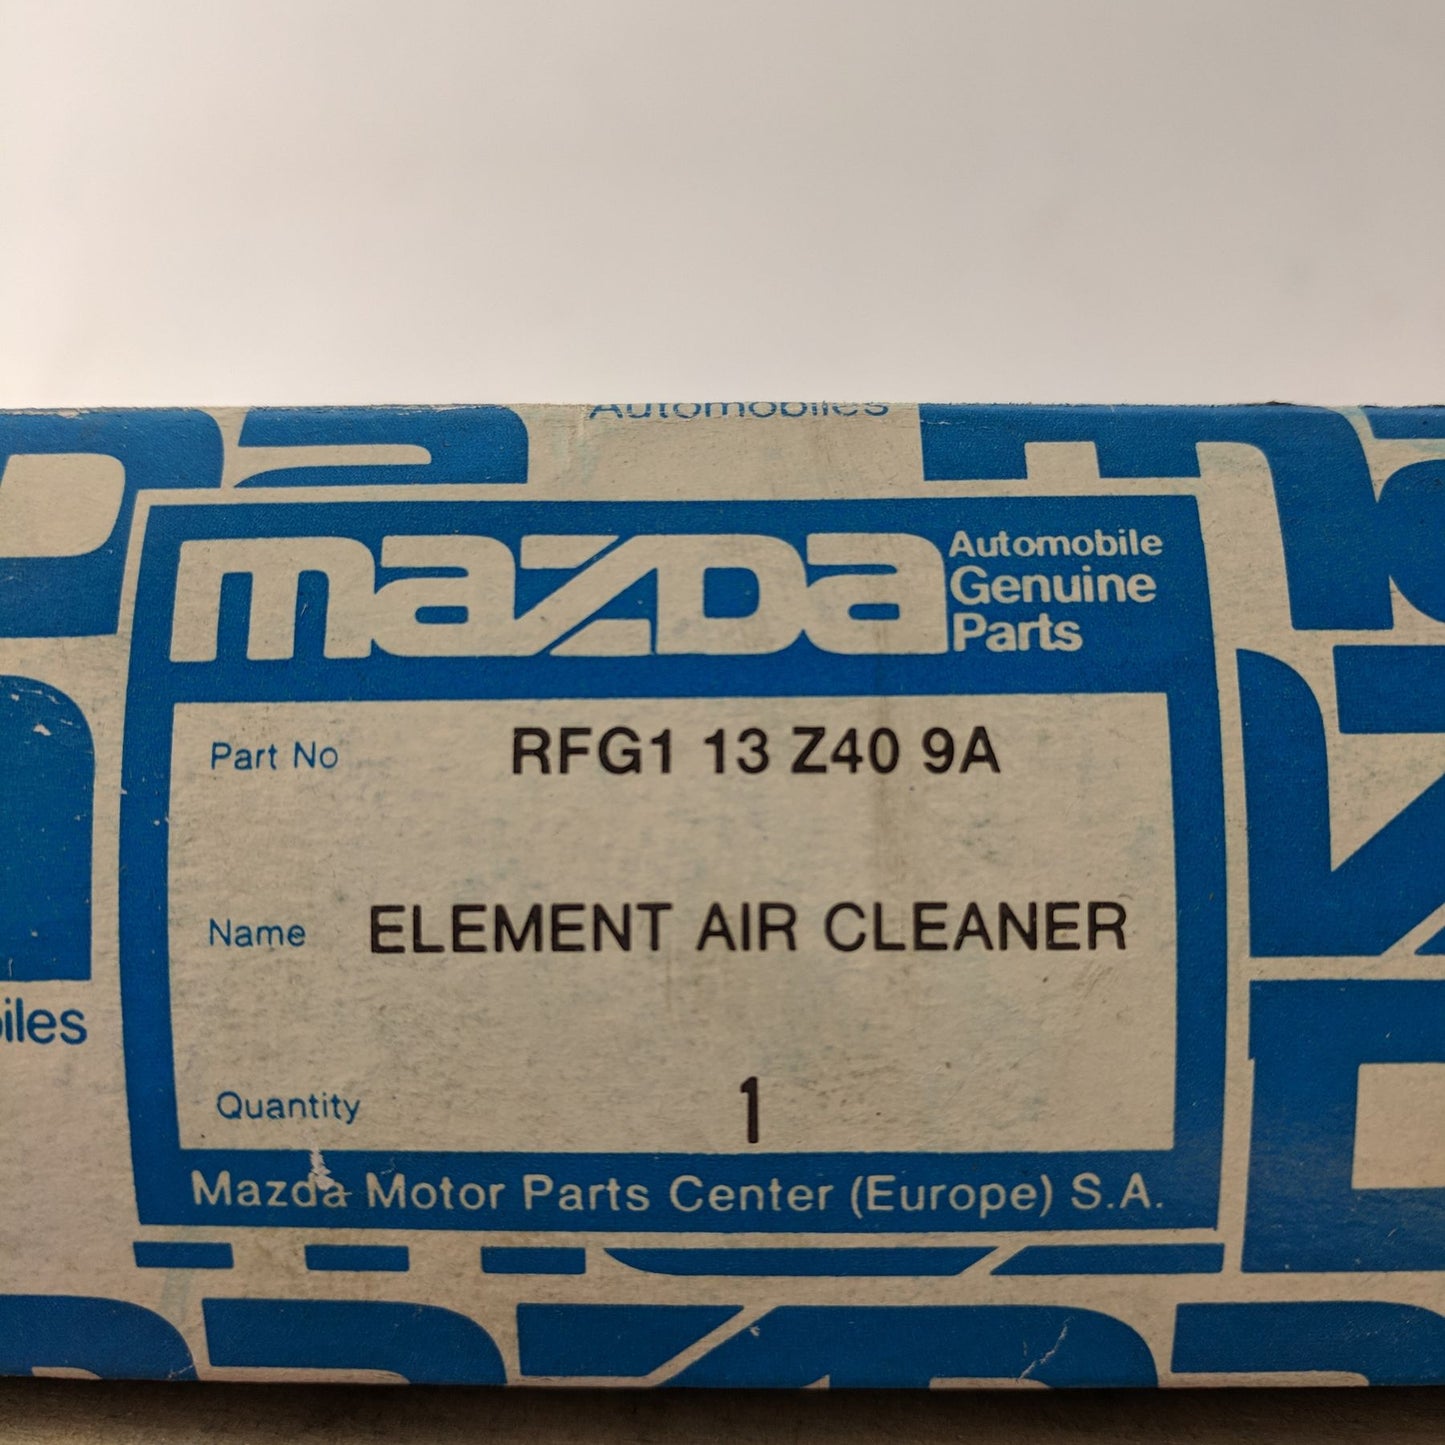 Automobiles
mazda Automobile
Genuine
Parts
Part No RFG1 13 Z40 9A
Name ELEMENT AIR CLEANER
Quantity 1
Mazda Motor Parts Center (Europe) S.A.